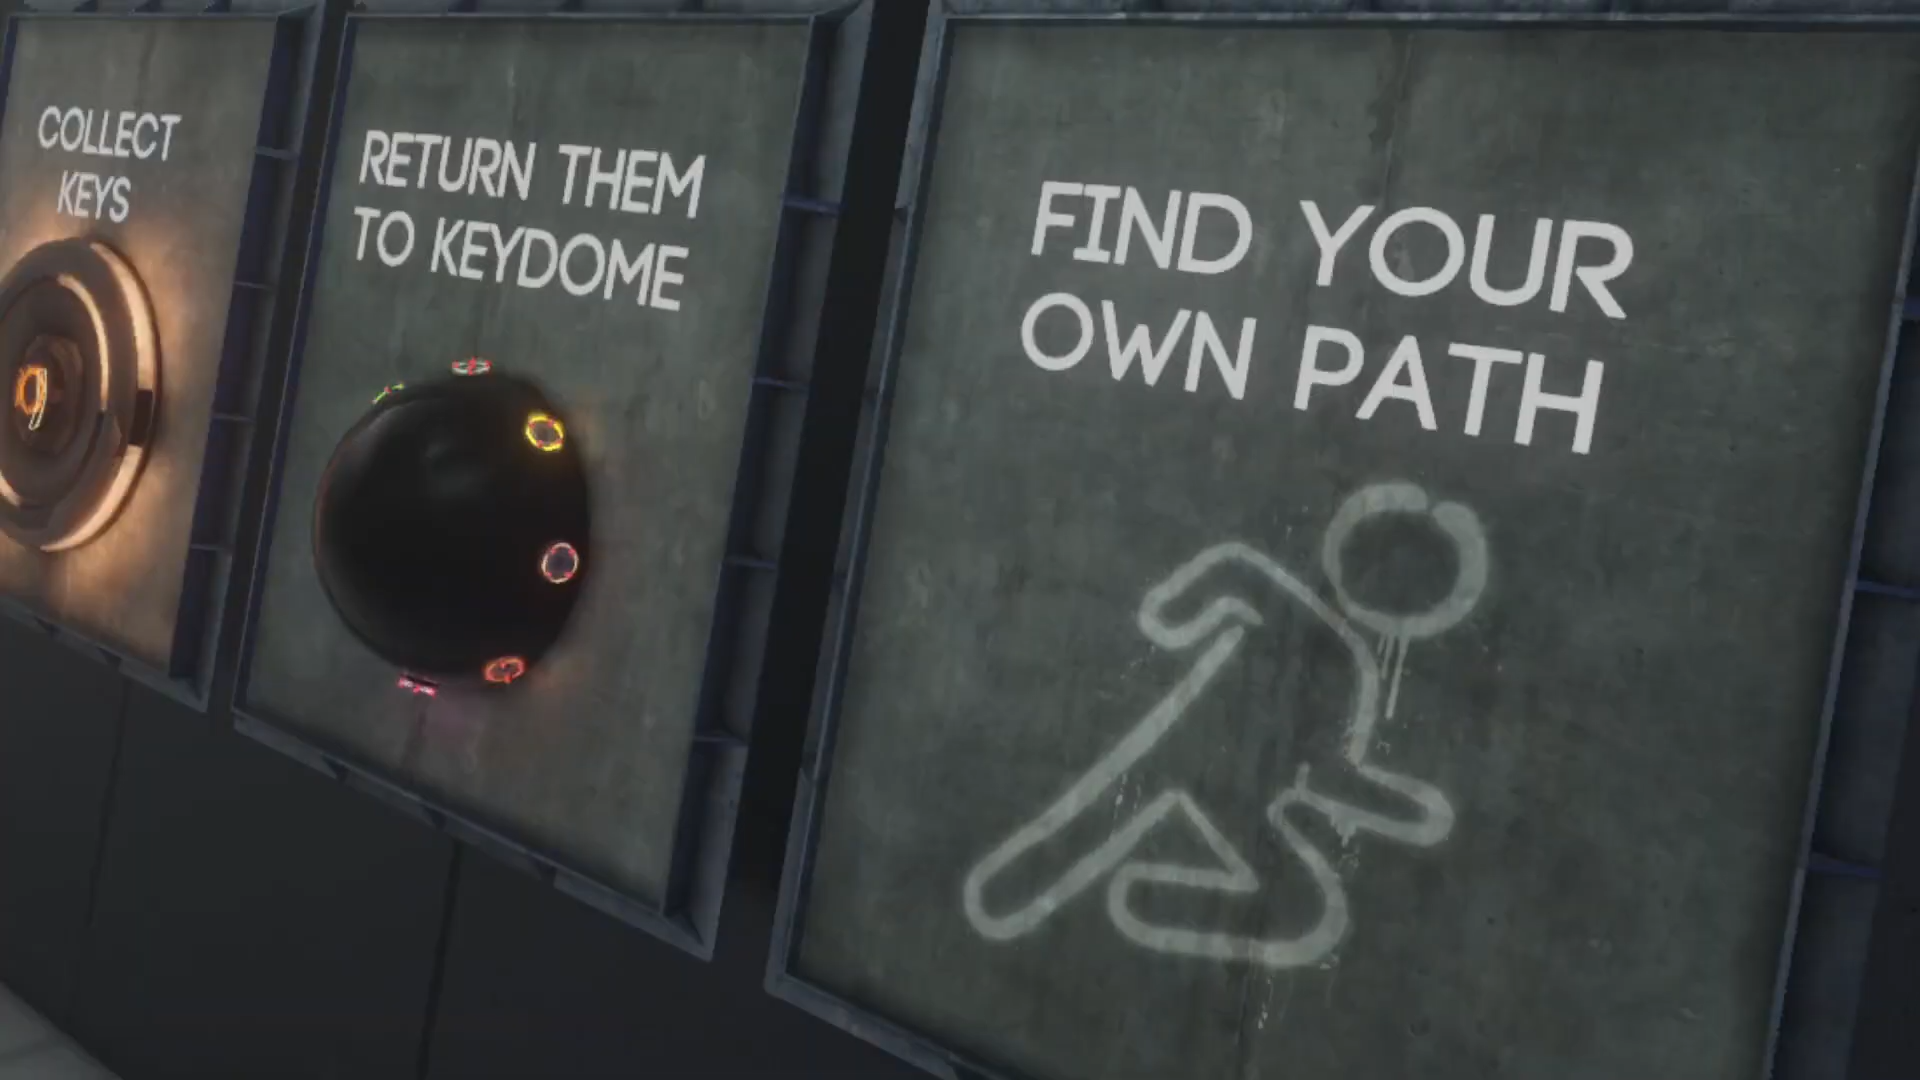 COLLECT
KEYS
RETURN THEM
TO KEYDOME
FIND YOUR
OWN PATH